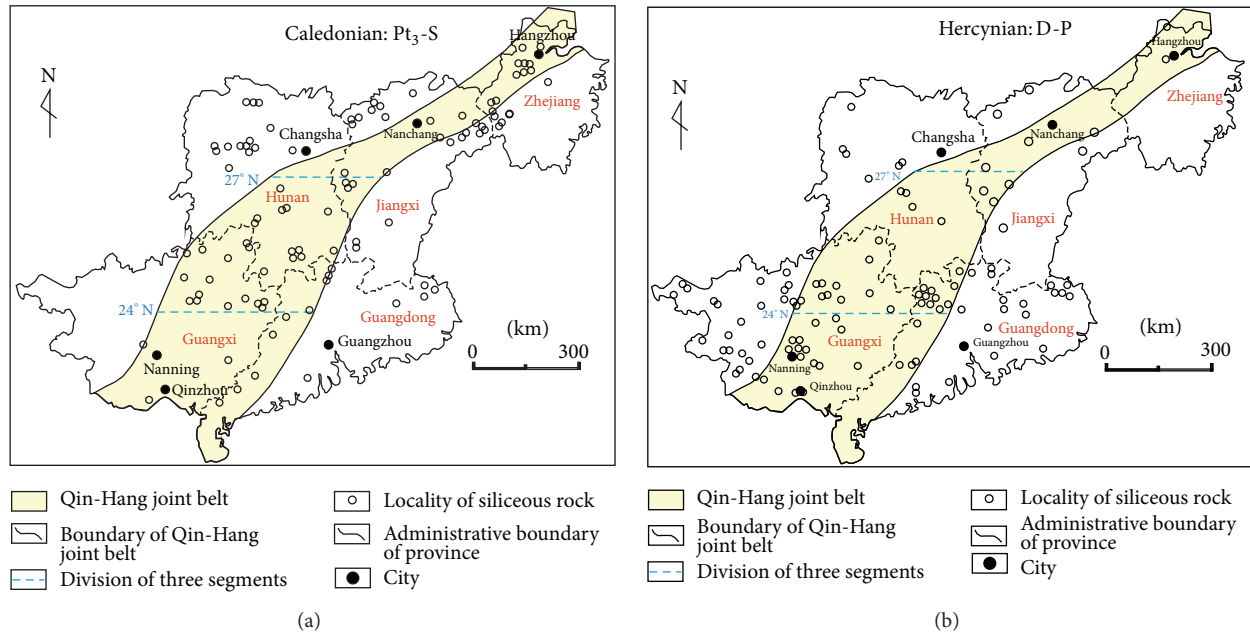 Caledonian: Pt₃-S
N
Hangzhou
Zhejiang
Changsha
Nanchang
27° N
Hunan
Jiangxi
24° N
Guangxi
Guangdong
Guangzhou
Nanning
Qinzhou
(km)
0 300
Qin-Hang joint belt
Boundary of Qin-Hang
joint belt
Division of three segments
Locality of siliceous rock
Administrative boundary
of province
City
(a)
Hercynian: D-P
N
Hangzhou
Zhejiang
Changsha
Nanchang
27° N
Hunan
Jiangxi
24° N
Guangxi
Guangdong
Guangzhou
Nanning
Qinzhou
(km)
0 300
Qin-Hang joint belt
Boundary of Qin-Hang
joint belt
Division of three segments
Locality of siliceous rock
Administrative boundary
of province
City
(b)